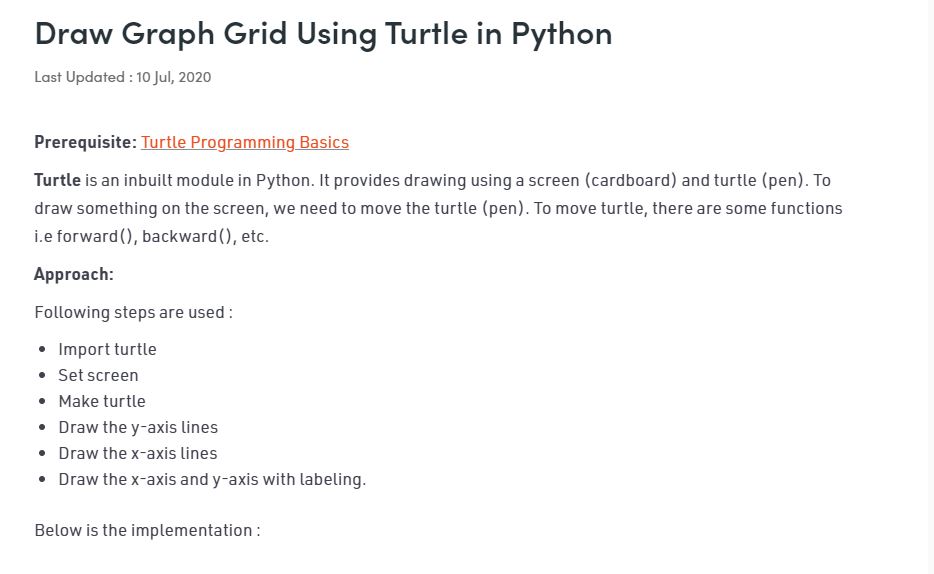 Draw Graph Grid Using Turtle in Python
Last Updated : 10 Jul, 2020
Prerequisite: Turtle Programming Basics
Turtle is an inbuilt module in Python. It provides drawing using a screen (cardboard) and turtle (pen). To
draw something on the screen, we need to move the turtle (pen). To move turtle, there are some functions
i.e forward(), backward(), etc.
Approach:
Following steps are used :
• Import turtle
• Set screen
• Make turtle
• Draw the y-axis lines
• Draw the x-axis lines
• Draw the x-axis and y-axis with labeling.
Below is the implementation :